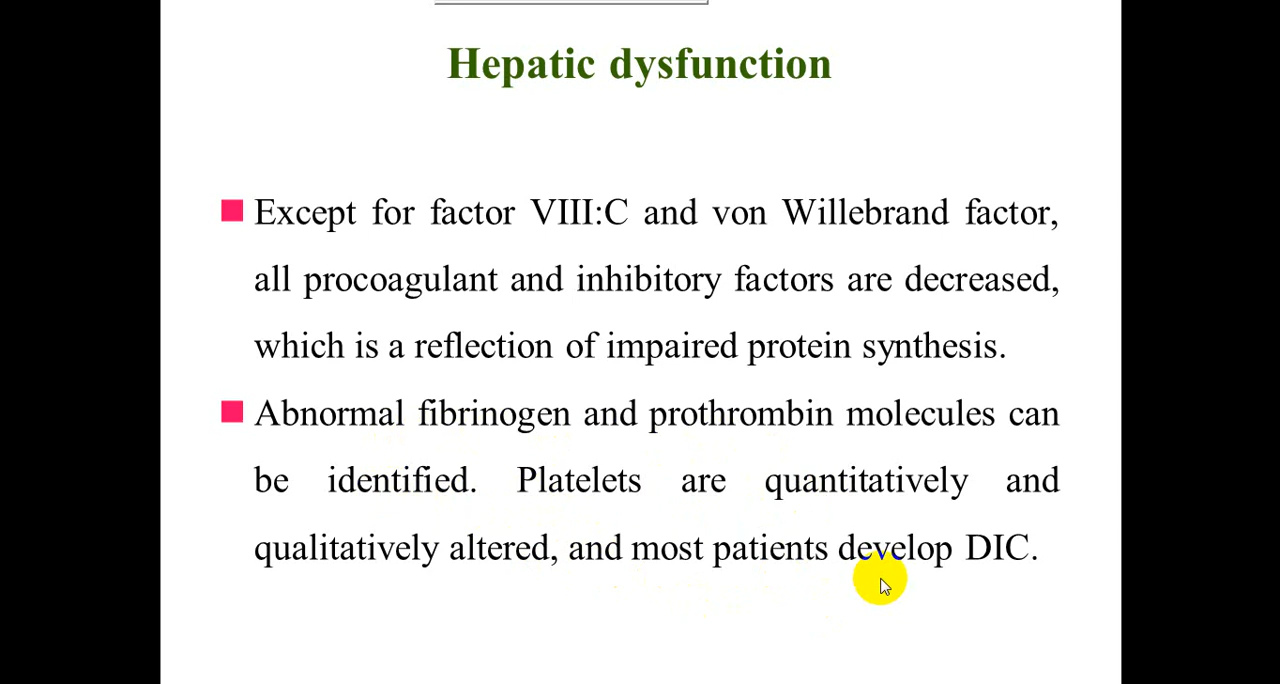 Hepatic dysfunction
Except for factor VIII:C and von Willebrand factor,
all procoagulant and inhibitory factors are decreased,
which is a reflection of impaired protein synthesis.
Abnormal fibrinogen and prothrombin molecules can
be identified. Platelets are quantitatively and
qualitatively altered, and most patients develop DIC.